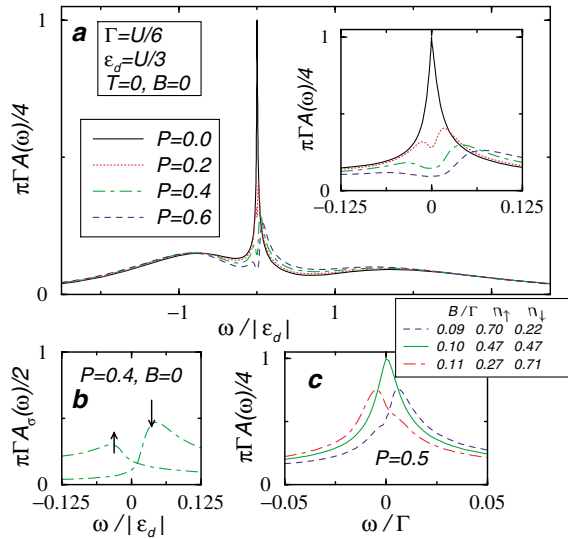 a
Γ=U/6
ε_d=U/3
T=0, B=0
P=0.0
P=0.2
P=0.4
P=0.6
πΓA(ω)/4
1
0
−1
1
ω/|ε_d|
πΓA(ω)/4
1
0
−0.125
0
0.125
B/Γ n↑ n↓
0.09 0.70 0.22
0.10 0.47 0.47
0.11 0.27 0.71
b
P=0.4, B=0
πΓA_σ(ω)/2
1
0
−0.125
0
0.125
ω/|ε_d|
c
P=0.5
πΓA(ω)/4
1
0
−0.05
0
0.05
ω/Γ